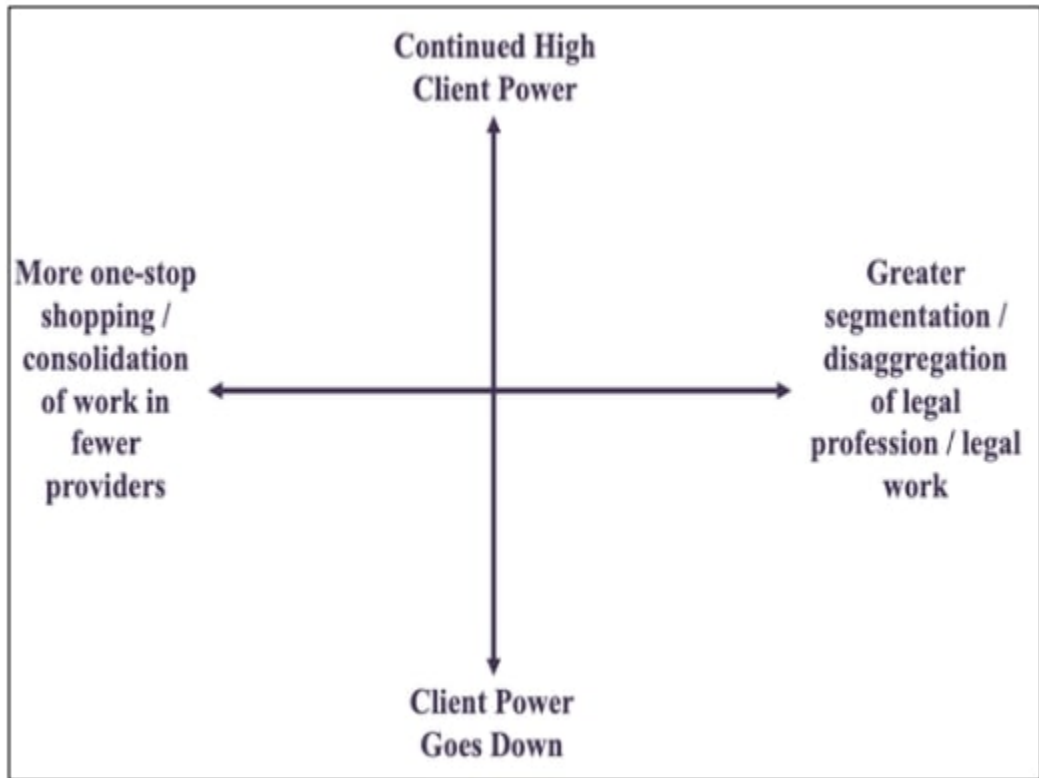 Continued High
Client Power
More one-stop
shopping /
consolidation
of work in
fewer
providers
Greater
segmentation /
disaggregation
of legal
profession / legal
work
Client Power
Goes Down